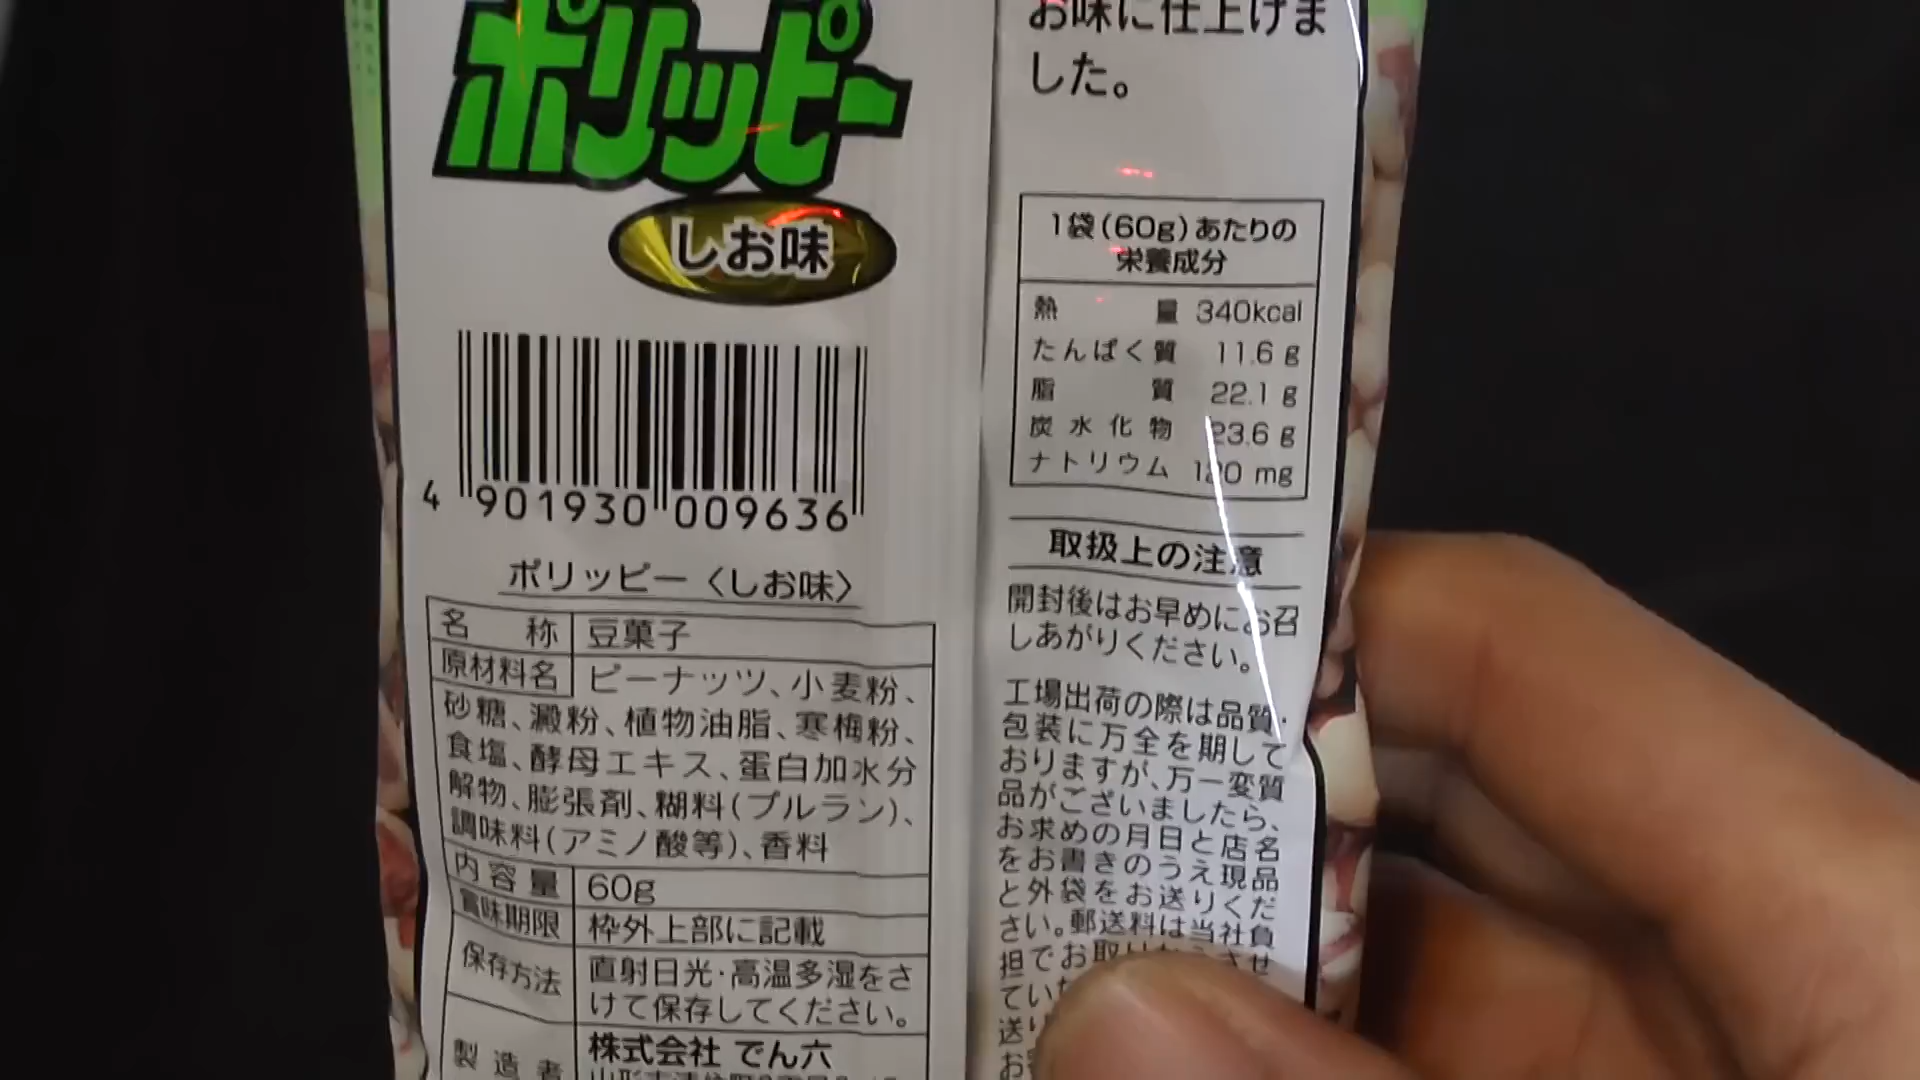 ポリッピー
しお味
4 901930 009636
ポリッピー〈しお味〉
名称 豆菓子
原材料名 ピーナッツ、小麦粉、
砂糖、澱粉、植物油脂、寒梅粉、
食塩、酵母エキス、蛋白加水分
解物、膨張剤、糊料(プルラン)、
調味料(アミノ酸等)、香料
内容量 60g
賞味期限 枠外上部に記載
保存方法 直射日光・高温多湿をさ
けて保存してください。
製造者 株式会社 でん六
お味に仕上げま
した。
1袋(60g)あたりの
栄養成分
熱量 340kcal
たんぱく質 11.6g
脂質 22.1g
炭水化物 23.6g
ナトリウム 120mg
取扱上の注意
開封後はお早めにお召
しあがりください。
工場出荷の際は品質・
包装に万全を期して
おりますが、万一変質
品がございましたら、
お求めの月日と店名
をお書きのうえ現品
と外袋をお送りくだ
さい。郵送料は当社負
担でお取
てい
送り